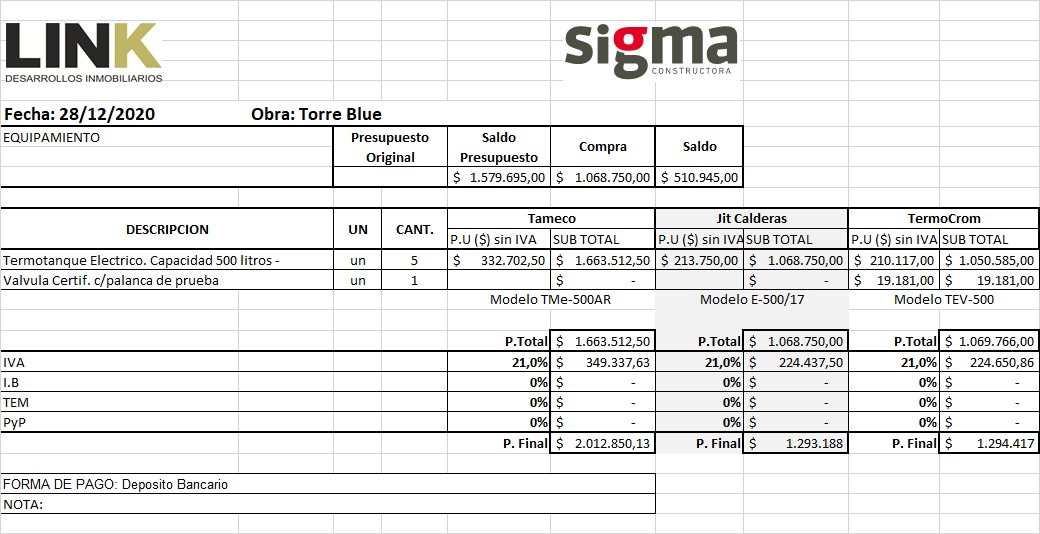 LINK
DESARROLLOS INMOBILIARIOS
sigma
CONSTRUCTORA
Fecha: 28/12/2020 Obra: Torre Blue
EQUIPAMIENTO Presupuesto Original Saldo Presupuesto Compra Saldo
$ 1.579.695,00 $ 1.068.750,00 $ 510.945,00
DESCRIPCION UN CANT. Tameco Jit Calderas TermoCrom
P.U ($) sin IVA SUB TOTAL P.U ($) sin IVA SUB TOTAL P.U ($) sin IVA SUB TOTAL
Termotanque Electrico. Capacidad 500 litros - un 5 $ 332.702,50 $ 1.663.512,50 $ 213.750,00 $ 1.068.750,00 $ 210.117,00 $ 1.050.585,00
Valvula Certif. c/palanca de prueba un 1 $ - $ - $ 19.181,00 $ 19.181,00
Modelo TMe-500AR Modelo E-500/17 Modelo TEV-500
P.Total $ 1.663.512,50 P.Total $ 1.068.750,00 P.Total $ 1.069.766,00
IVA 21,0% $ 349.337,63 21,0% $ 224.437,50 21,0% $ 224.650,86
I.B 0% $ - 0% $ - 0% $ -
TEM 0% $ - 0% $ - 0% $ -
PyP 0% $ - 0% $ - 0% $ -
P. Final $ 2.012.850,13 P. Final $ 1.293.188 P. Final $ 1.294.417
FORMA DE PAGO: Deposito Bancario
NOTA: